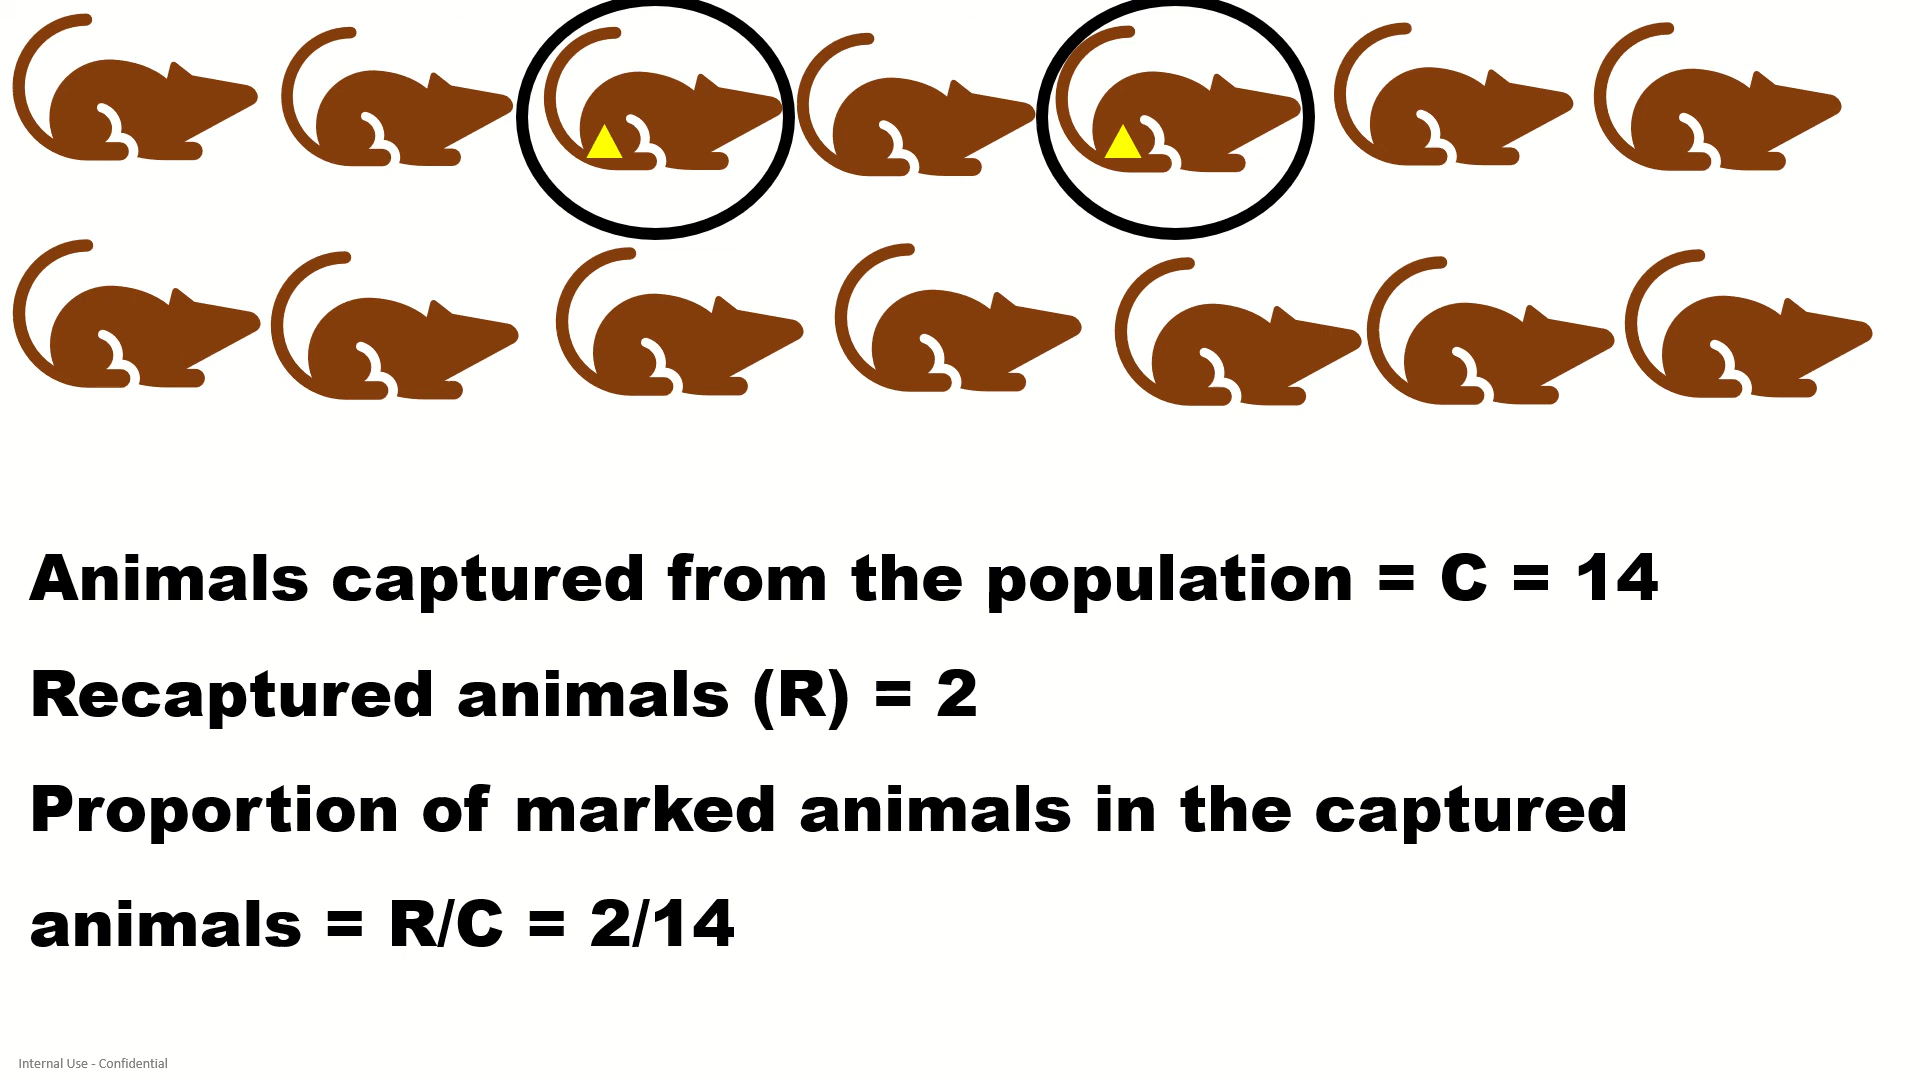 Animals captured from the population = C = 14
Recaptured animals (R) = 2
Proportion of marked animals in the captured
animals = R/C = 2/14
Internal Use - Confidential